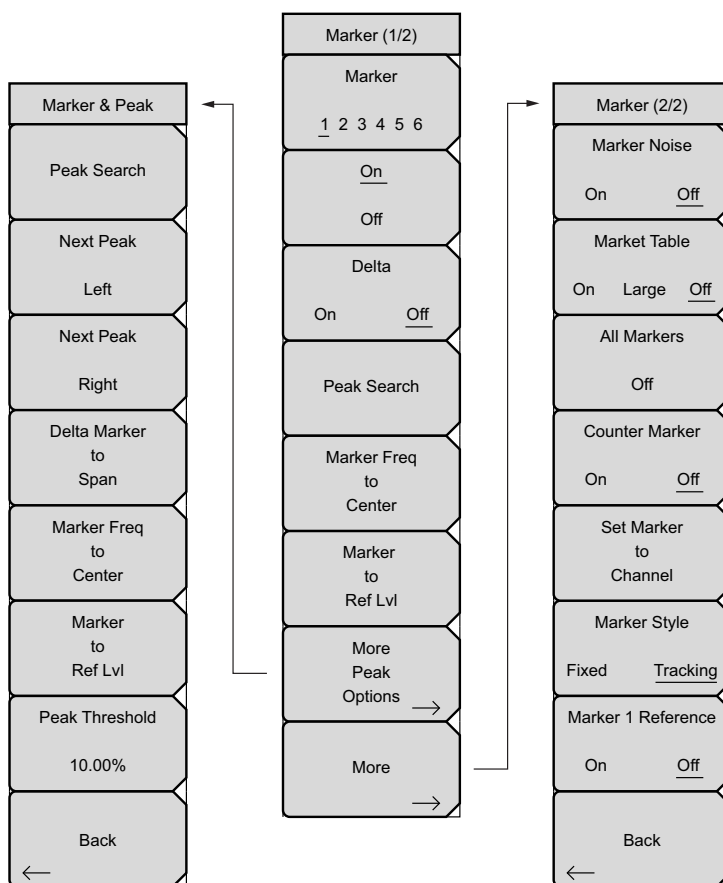 Marker & Peak
Peak Search
Next Peak
Left
Next Peak
Right
Delta Marker
to
Span
Marker Freq
to
Center
Marker
to
Ref Lvl
Peak Threshold
10.00%
Back
Marker (1/2)
Marker
1 2 3 4 5 6
On
Off
Delta
On Off
Peak Search
Marker Freq
to
Center
Marker
to
Ref Lvl
More
Peak
Options
More
Marker (2/2)
Marker Noise
On Off
Market Table
On Large Off
All Markers
Off
Counter Marker
On Off
Set Marker
to
Channel
Marker Style
Fixed Tracking
Marker 1 Reference
On Off
Back